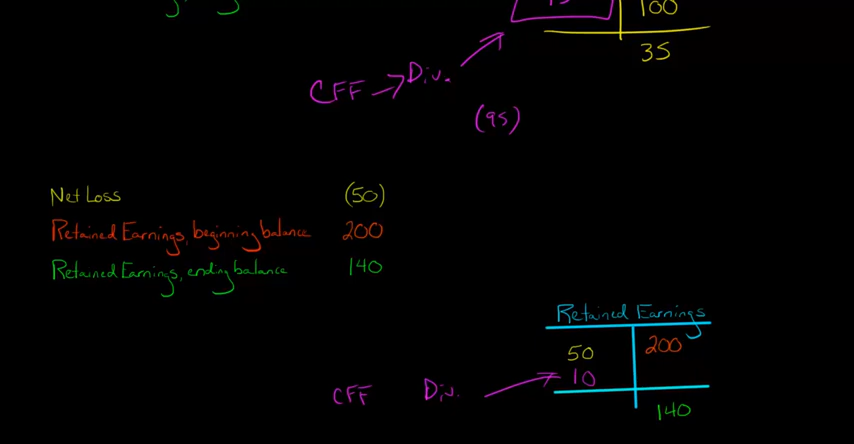 100
35
CFF → Div.
(95)
Net Loss (50)
Retained Earnings, beginning balance 200
Retained Earnings, ending balance 140
Retained Earnings
50 200
10
CFF Div.
140